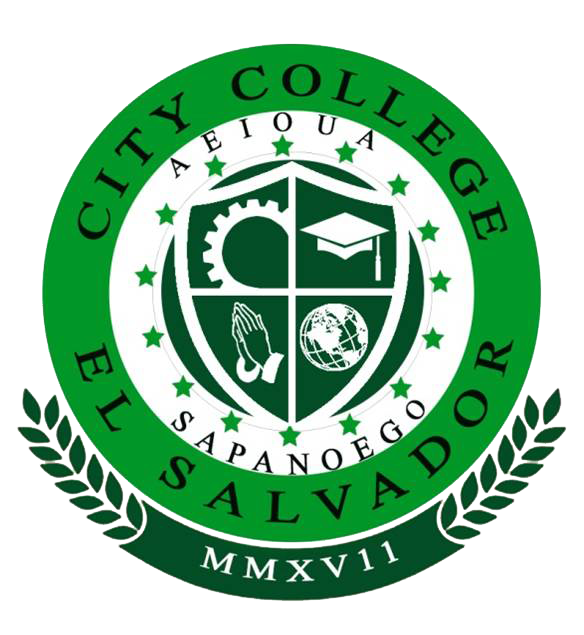 CITY COLLEGE
AEIOUA
SAPANOEGO
EL SALVADOR
MMXV11